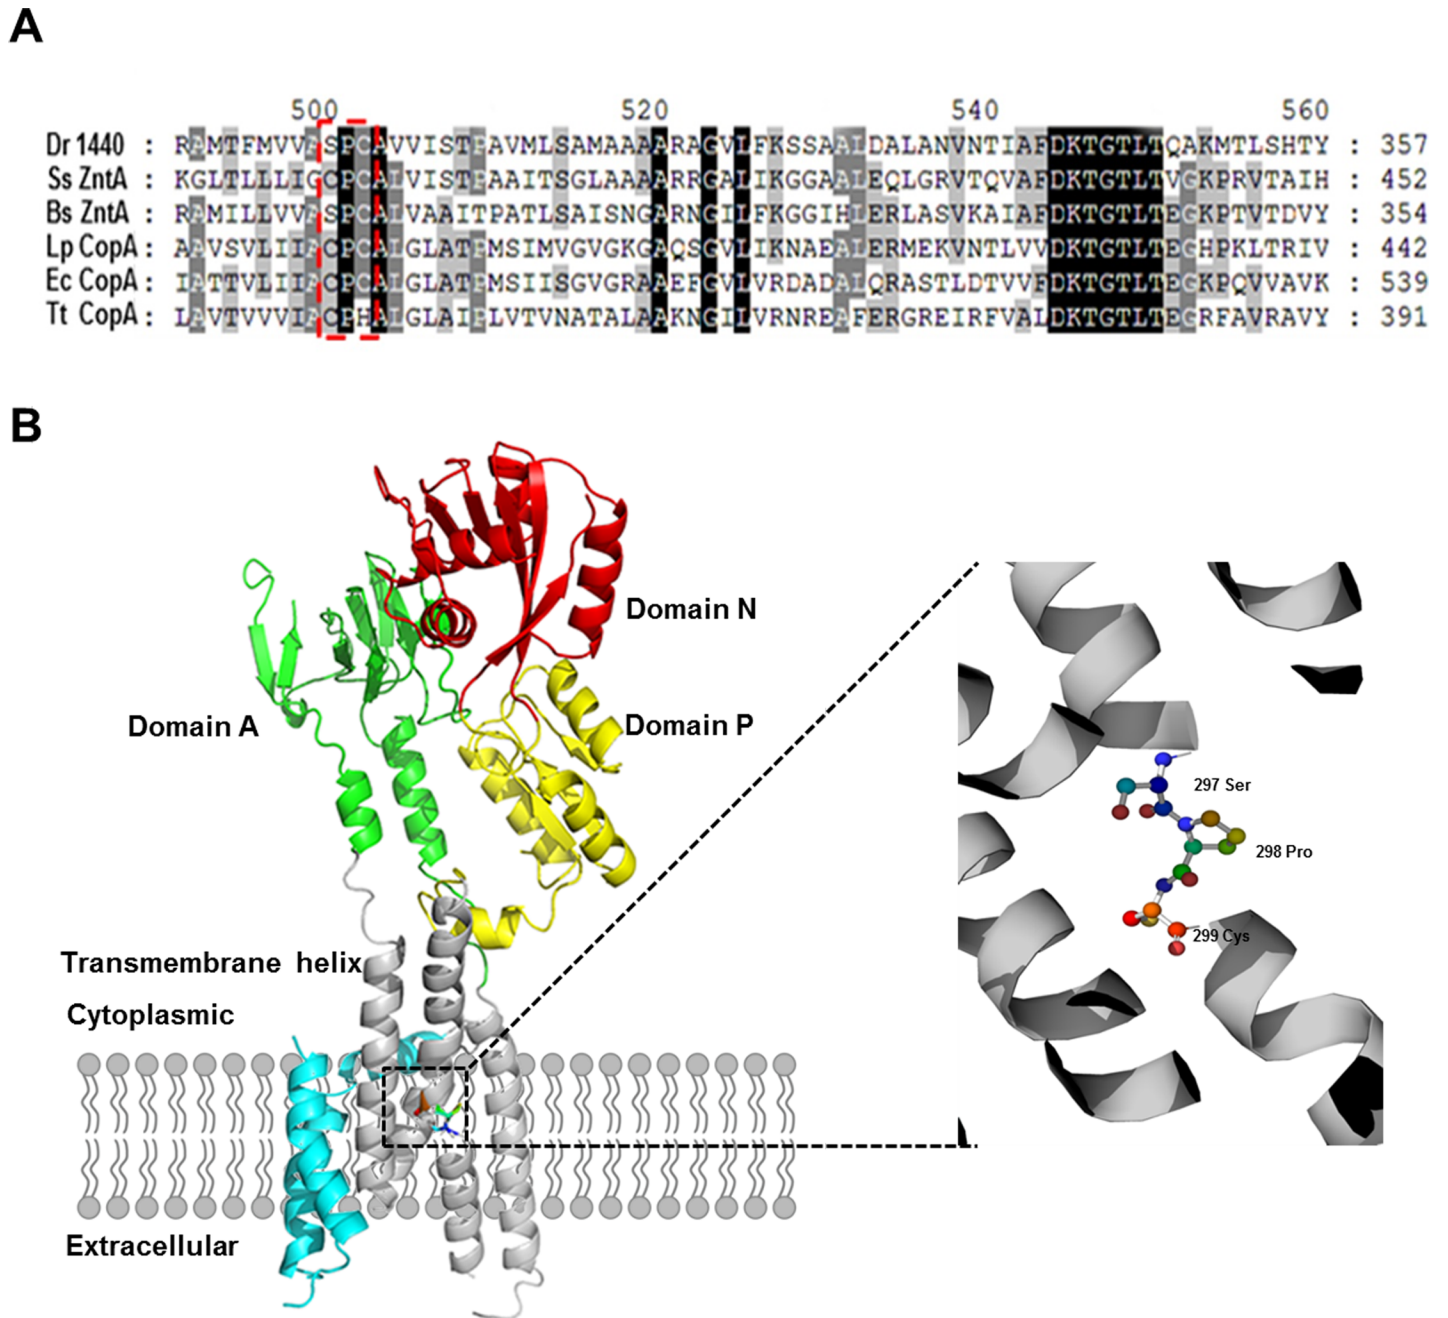 A
500 520 540 560
Dr 1440 : RAMTFMVVASPCAVVISTPAVMLSAMAAAARAGVLFKSSAALDALANVNTIAFDKTGTLTQAKMTLSHTY : 357
Ss ZntA : KGLTLLLIGCPCALVISTPAAITSGLAAAARRGALIKGGAALEQLGRVTQVAFDKTGTLTVGKPRVTAIH : 452
Bs ZntA : RAMILLVVASPCALVAAITPATLSAISNGARNGILFKGGIHLERLASVKAIAFDKTGTLTEGKPTVTDVY : 354
Lp CopA : AAVSVLIIACPCALGLATPMSIMVGVGKGAQSGVLIKNAEALERMEKVNTLVVDKTGTLTEGHPKLTRIV : 442
Ec CopA : IATTVLIIACPCALGLATPMSIISGVGRAAEFGVLVRDADALQRASTLDTVVFDKTGTLTEGKPQVVAVK : 539
Tt CopA : LAVTVVVIACPHALGLAIPLVTVNATALAAKNGILVRNREAFERGREIRFVALDKTGTLTEGRFAVRAVY : 391
B
Domain N
Domain A
Domain P
Transmembrane helix
Cytoplasmic
Extracellular
297 Ser
298 Pro
299 Cys